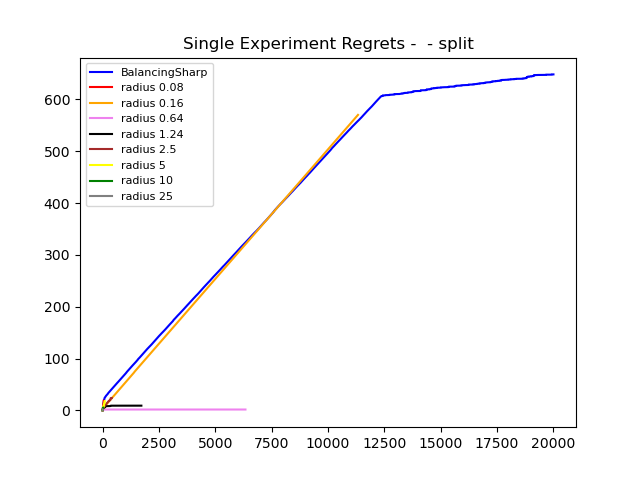 Single Experiment Regrets -  - split
BalancingSharp
radius 0.08
radius 0.16
radius 0.64
radius 1.24
radius 2.5
radius 5
radius 10
radius 25
600
500
400
300
200
100
0
0 2500 5000 7500 10000 12500 15000 17500 20000